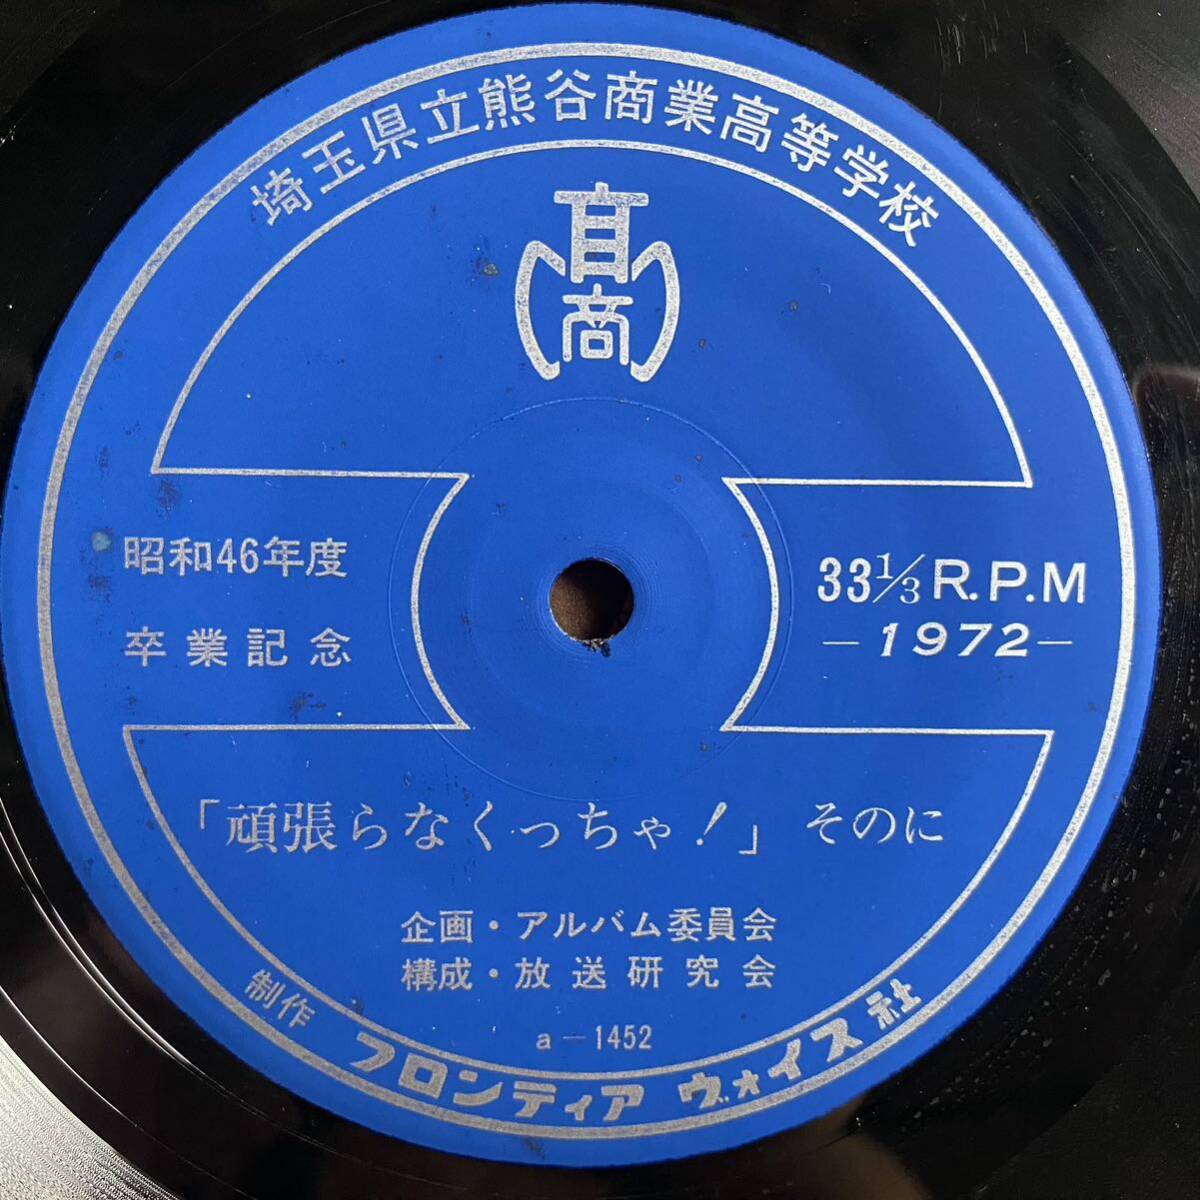 埼玉県立熊谷商業高等学校
高商
昭和46年度
卒業記念
33⅓ R.P.M
－1972－
「頑張らなくっちゃ！」そのに
企画・アルバム委員会
構成・放送研究会
a－1452
制作 フロンティア ヴォイス社